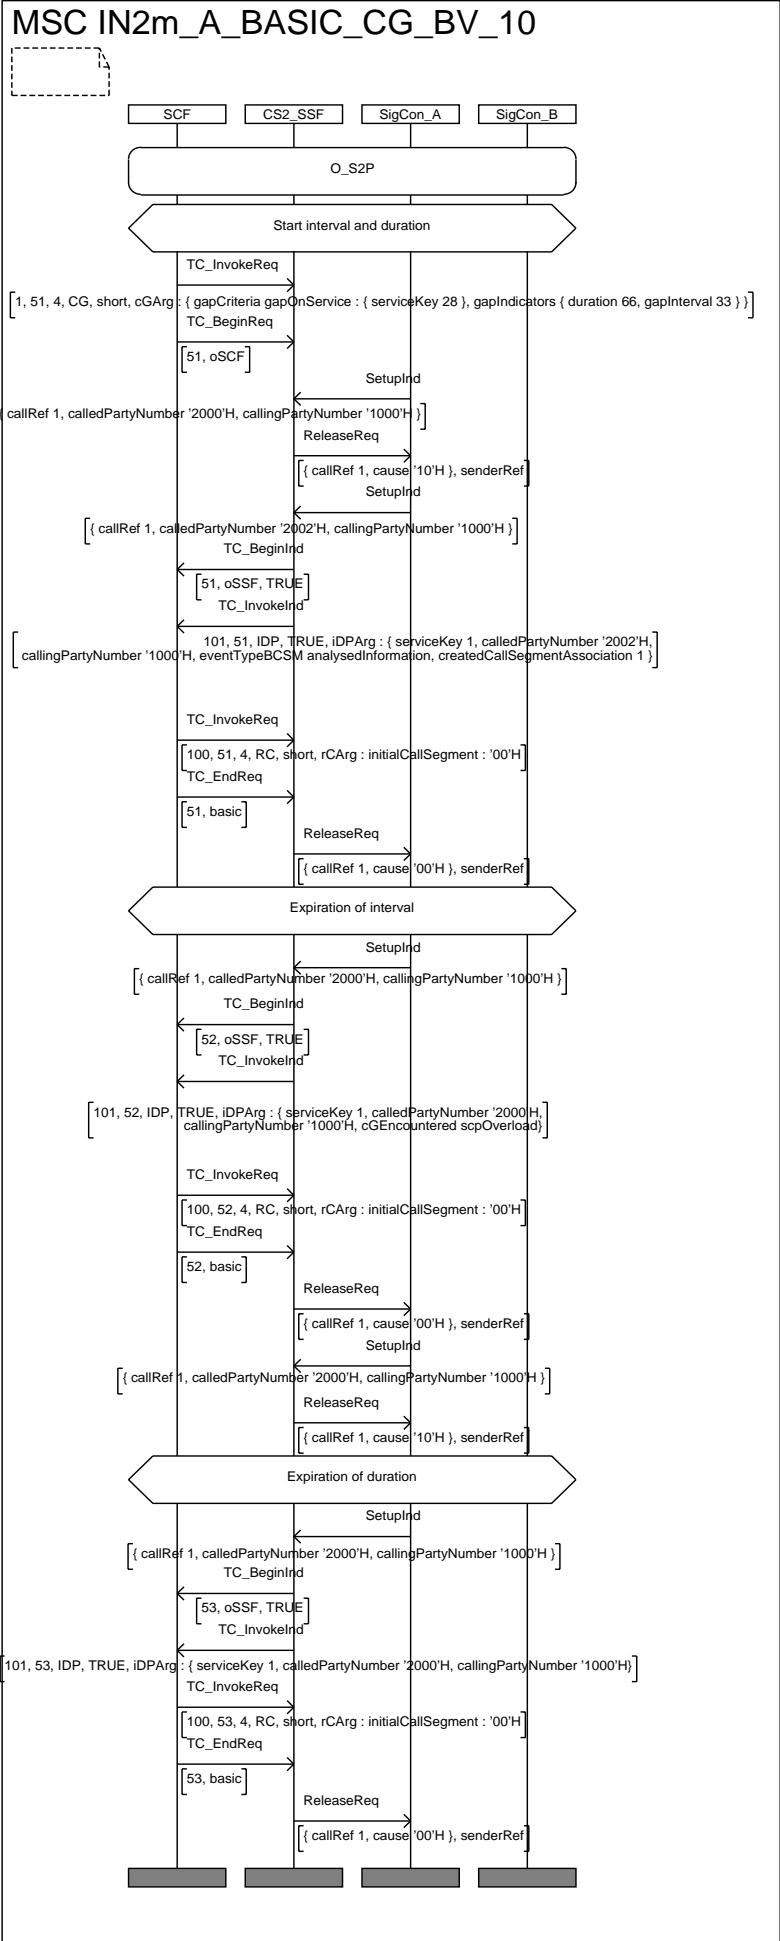 MSC IN2m_A_BASIC_CG_BV_10
SCF CS2_SSF SigCon_A SigCon_B
O_S2P
Start interval and duration
TC_InvokeReq
1, 51, 4, CG, short, cGArg : { gapCriteria gapOnService : { serviceKey 28 }, gapIndicators { duration 66, gapInterval 33 } }
TC_BeginReq
51, oSCF
SetupInd
{ callRef 1, calledPartyNumber '2000'H, callingPartyNumber '1000'H }
ReleaseReq
{ callRef 1, cause '10'H }, senderRef
SetupInd
{ callRef 1, calledPartyNumber '2002'H, callingPartyNumber '1000'H }
TC_BeginInd
51, oSSF, TRUE
TC_InvokeInd
101, 51, IDP, TRUE, iDPArg : { serviceKey 1, calledPartyNumber '2002'H,
callingPartyNumber '1000'H, eventTypeBCSM analysedInformation, createdCallSegmentAssociation 1 }
TC_InvokeReq
100, 51, 4, RC, short, rCArg : initialCallSegment : '00'H
TC_EndReq
51, basic
ReleaseReq
{ callRef 1, cause '00'H }, senderRef
Expiration of interval
SetupInd
{ callRef 1, calledPartyNumber '2000'H, callingPartyNumber '1000'H }
TC_BeginInd
52, oSSF, TRUE
TC_InvokeInd
101, 52, IDP, TRUE, iDPArg : { serviceKey 1, calledPartyNumber '2000'H,
callingPartyNumber '1000'H, cGEncountered scpOverload}
TC_InvokeReq
100, 52, 4, RC, short, rCArg : initialCallSegment : '00'H
TC_EndReq
52, basic
ReleaseReq
{ callRef 1, cause '00'H }, senderRef
SetupInd
{ callRef 1, calledPartyNumber '2000'H, callingPartyNumber '1000'H }
ReleaseReq
{ callRef 1, cause '10'H }, senderRef
Expiration of duration
SetupInd
{ callRef 1, calledPartyNumber '2000'H, callingPartyNumber '1000'H }
TC_BeginInd
53, oSSF, TRUE
TC_InvokeInd
101, 53, IDP, TRUE, iDPArg : { serviceKey 1, calledPartyNumber '2000'H, callingPartyNumber '1000'H}
TC_InvokeReq
100, 53, 4, RC, short, rCArg : initialCallSegment : '00'H
TC_EndReq
53, basic
ReleaseReq
{ callRef 1, cause '00'H }, senderRef